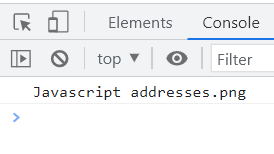 Elements Console
top Filter
Javascript addresses.png